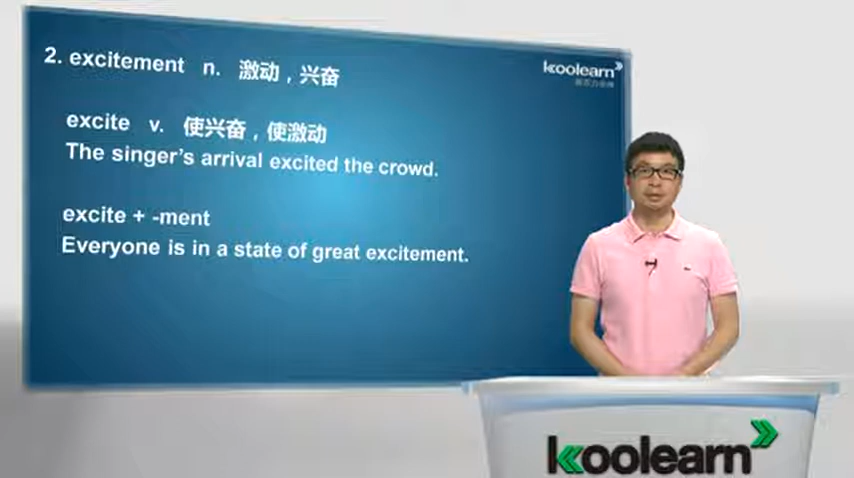 2. excitement n. 激动，兴奋
koolearn
excite v. 使兴奋，使激动
The singer's arrival excited the crowd.
excite + -ment
Everyone is in a state of great excitement.
koolearn